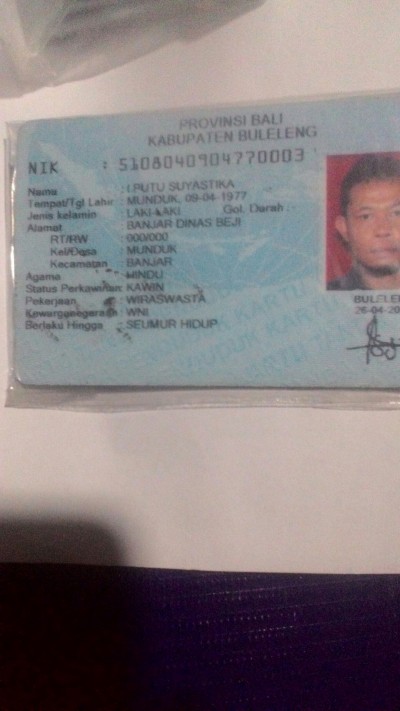 PROVINSI BALI
KABUPATEN BULELENG
NIK : 5108040904770003
Nama : I.PUTU SUYASTIKA
Tempat/Tgl Lahir : MUNDUK, 09-04-1977
Jenis kelamin : LAKI-LAKI Gol. Darah : -
Alamat : BANJAR DINAS BEJI
RT/RW : 000/000
Kel/Desa : MUNDUK
Kecamatan : BANJAR
Agama : HINDU
Status Perkawinan: KAWIN
Pekerjaan : WIRASWASTA
Kewarganegaraan : WNI
Berlaku Hingga : SEUMUR HIDUP
BULELE
26-04-20